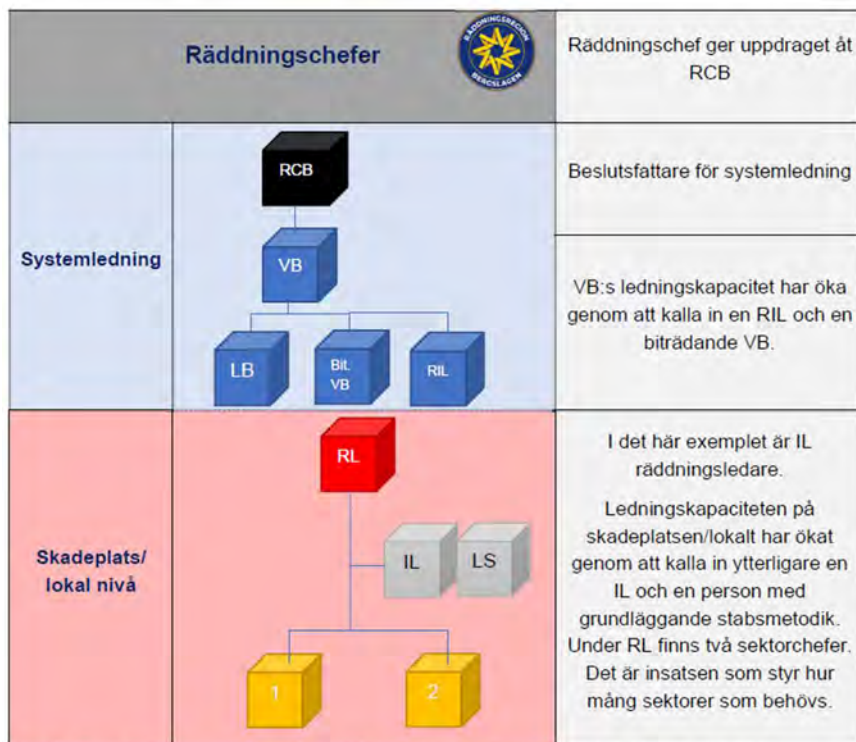 Räddningschefer
RÄDDNINGSREGION
BERGSLAGEN
Räddningschef ger uppdraget åt
RCB
Systemledning
RCB
VB
LB
Bit.
VB
RIL
Beslutsfattare för systemledning
VB:s ledningskapacitet har öka
genom att kalla in en RIL och en
biträdande VB.
Skadeplats/
lokal nivå
RL
IL
LS
1
2
I det här exemplet är IL
räddningsledare.
Ledningskapaciteten på
skadeplatsen/lokalt har ökat
genom att kalla in ytterligare en
IL och en person med
grundläggande stabsmetodik.
Under RL finns två sektorchefer.
Det är insatsen som styr hur
mång sektorer som behövs.